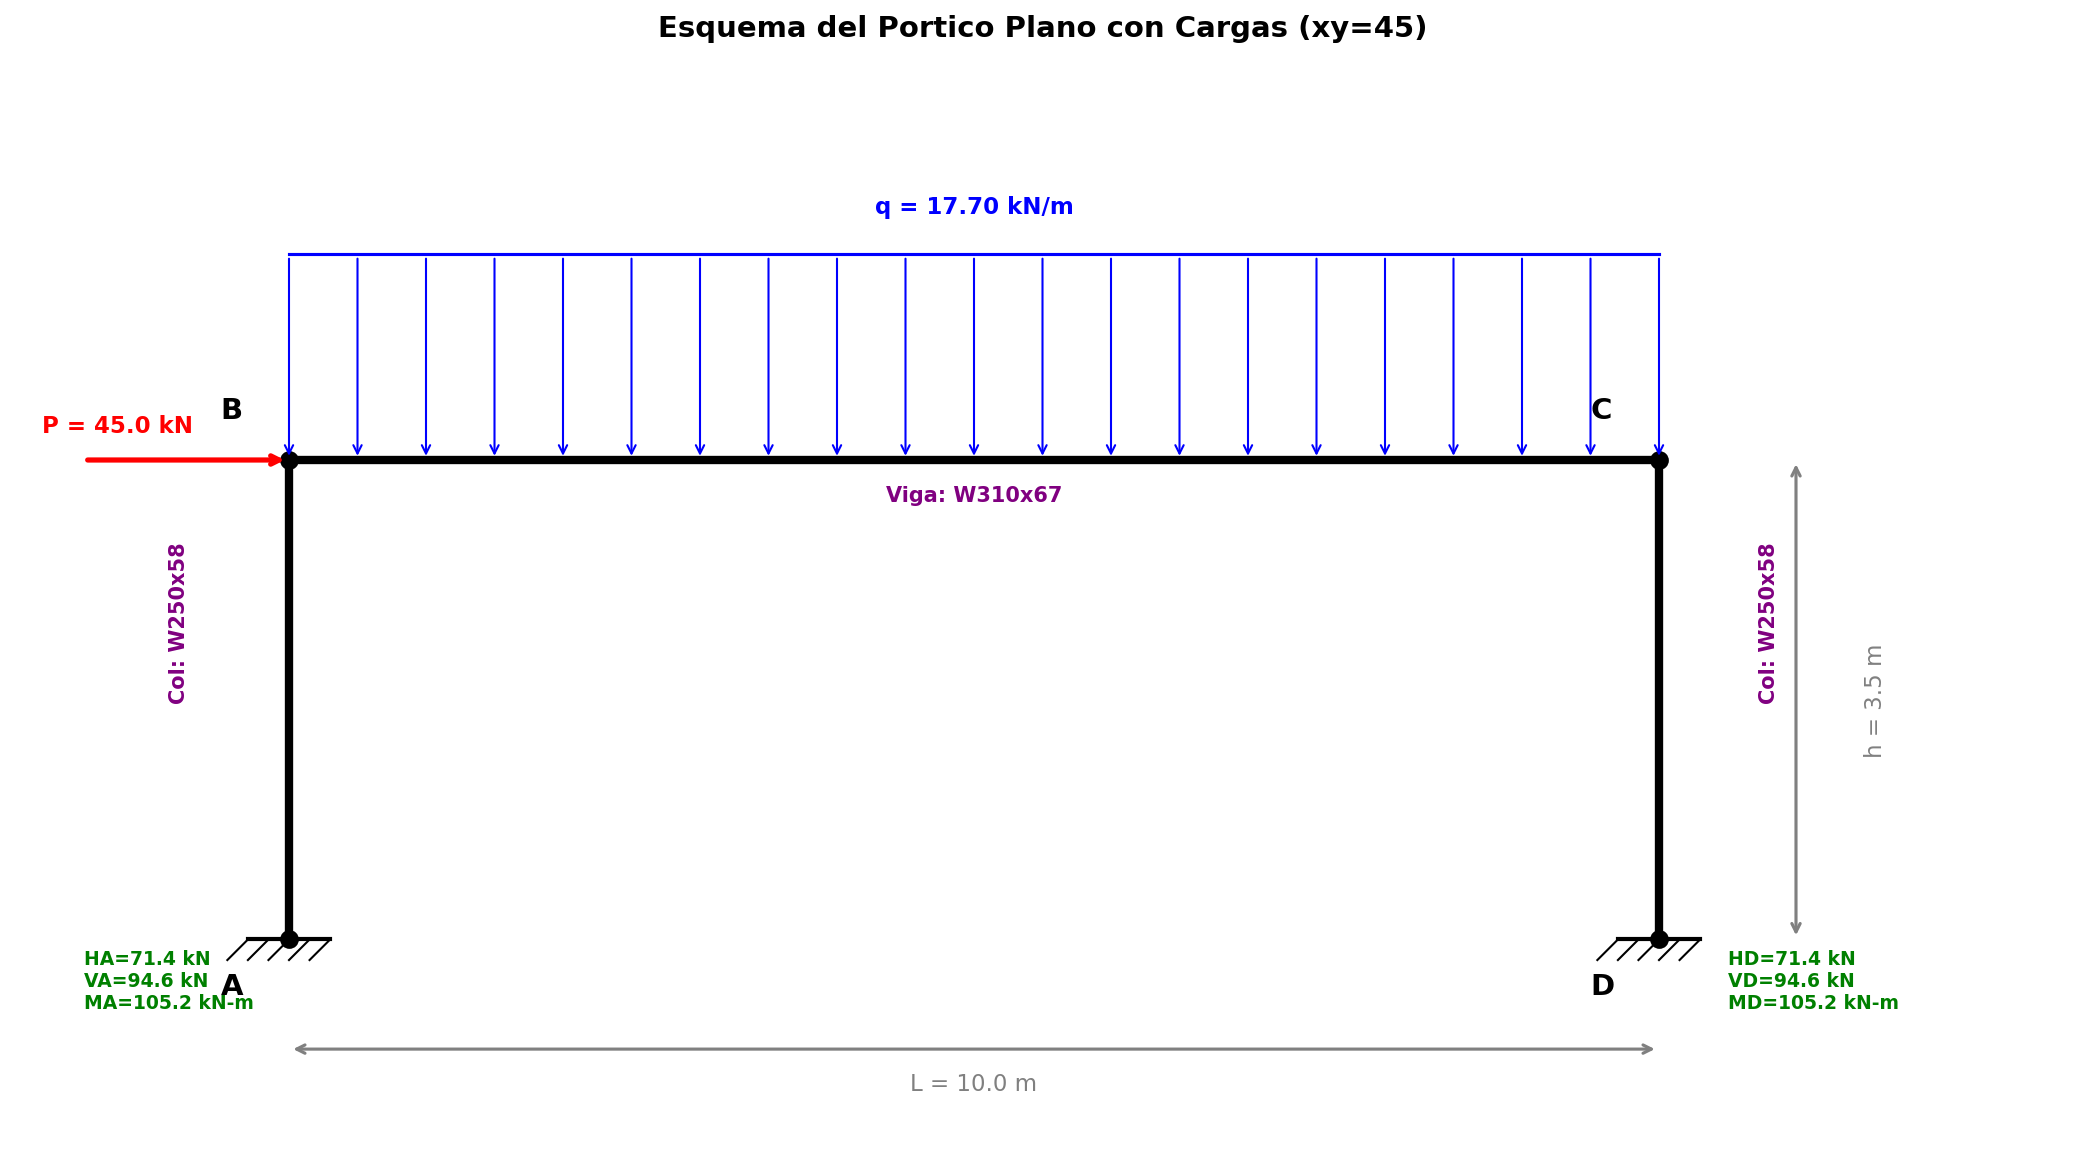 Esquema del Portico Plano con Cargas (xy=45)
q = 17.70 kN/m
B
C
P = 45.0 kN
Viga: W310x67
Col: W250x58
Col: W250x58
h = 3.5 m
HA=71.4 kN
VA=94.6 kN
MA=105.2 kN-m
A
D
HD=71.4 kN
VD=94.6 kN
MD=105.2 kN-m
L = 10.0 m